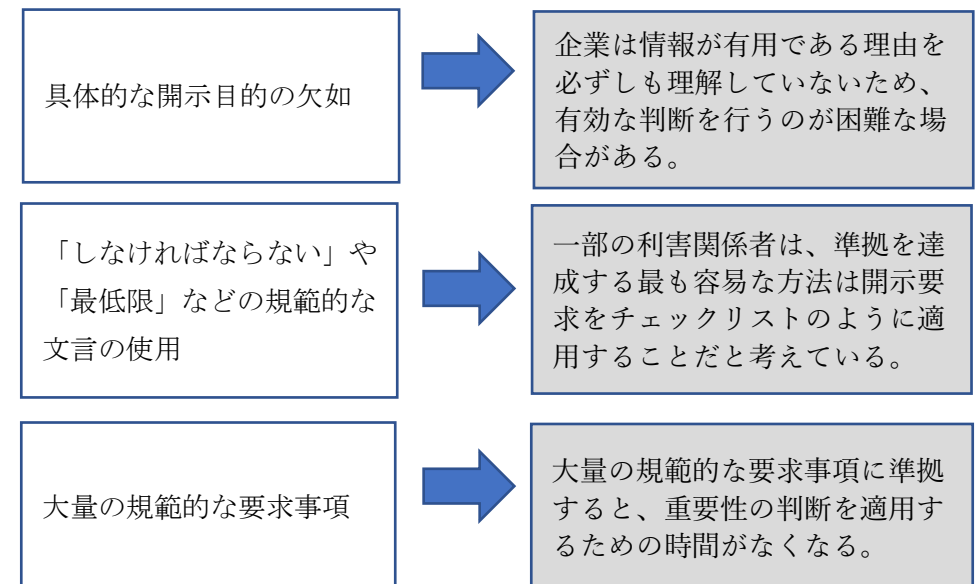 具体的な開示目的の欠如
企業は情報が有用である理由を
必ずしも理解していないため、
有効な判断を行うのが困難な場
合がある。
「しなければならない」や
「最低限」などの規範的な
文言の使用
一部の利害関係者は、準拠を達
成する最も容易な方法は開示要
求をチェックリストのように適
用することだと考えている。
大量の規範的な要求事項
大量の規範的な要求事項に準拠
すると、重要性の判断を適用す
るための時間がなくなる。